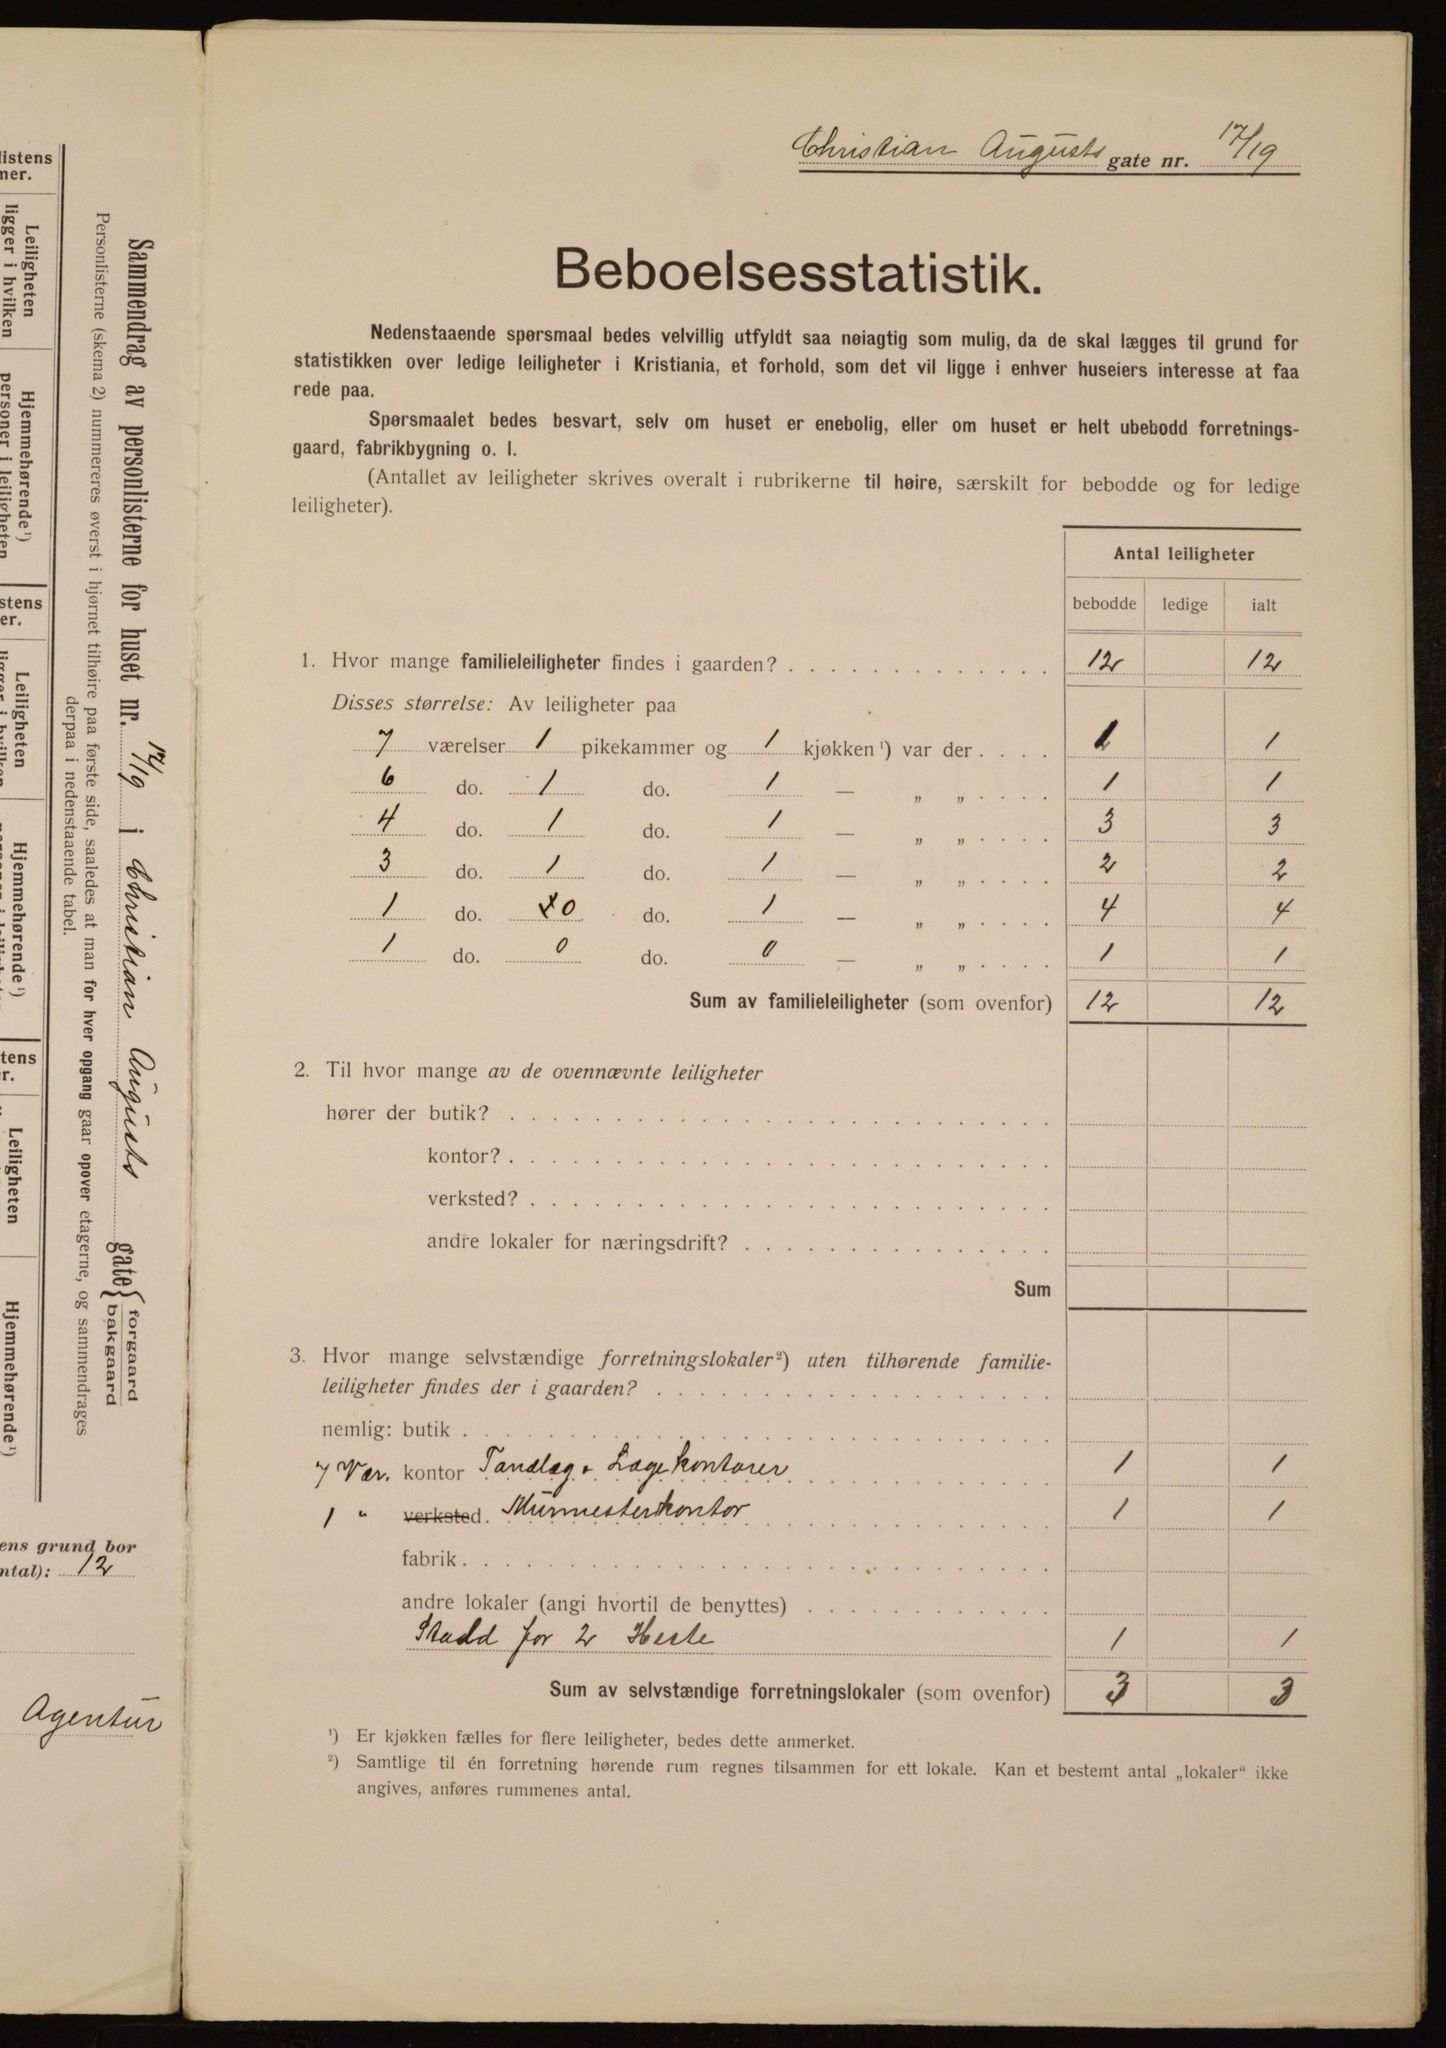 listens
ner.
Leiligheten
ligger i hvilken
Hjemmehørende¹)
personer i leiligheten
stens
er.
Leiligheten
Hjemmehørende¹)
tens
r.
Leiligheten
Hjemmehørende¹)
Sammendrag av personlisterne for huset nr. 17/19 i Christian Augusts gate { forgaard
bakgaard
Personlisterne (skema 2) nummereres øverst i hjørnet tilhøire paa første side, saaledes at man for hver opgang gaar opover etagerne, og sammendrages
derpaa i nedenstaaende tabel.
ens grund bor
ntal): 12
Agentur
Christian Augusts gate nr. 17/19
Beboelsesstatistik.
Nedenstaaende spørsmaal bedes velvillig utfyldt saa nøiagtig som mulig, da de skal lægges til grund for
statistikken over ledige leiligheter i Kristiania, et forhold, som det vil ligge i enhver huseiers interesse at faa
rede paa.
Spørsmaalet bedes besvart, selv om huset er enebolig, eller om huset er helt ubebodd forretnings-
gaard, fabrikbygning o. l.
(Antallet av leiligheter skrives overalt i rubrikerne til høire, særskilt for bebodde og for ledige
leiligheter).
Antal leiligheter
bebodde ledige ialt
1. Hvor mange familieleiligheter findes i gaarden? . . . . . . . . . . . . . 12 12
Disses størrelse: Av leiligheter paa
7 værelser 1 pikekammer og 1 kjøkken¹) var der . . . . 1 1
6 do. 1 do. 1 — „ „ . . . . 1 1
4 do. 1 do. 1 — „ „ . . . . 3 3
3 do. 1 do. 1 — „ „ . . . . 2 2
1 do. 0 do. 1 — „ „ . . . . 4 4
1 do. 0 do. 0 — „ „ . . . . 1 1
Sum av familieleiligheter (som ovenfor) 12 12
2. Til hvor mange av de ovennævnte leiligheter
hører der butik? . . . . . . . . . . . . . . . . . . . . .
kontor? . . . . . . . . . . . . . . . . . . . . .
verksted? . . . . . . . . . . . . . . . . . . . .
andre lokaler for næringsdrift? . . . . . . . . . . . .
Sum
3. Hvor mange selvstændige forretningslokaler²) uten tilhørende familie-
leiligheter findes der i gaarden? . . . . . . . . . . . . . . .
nemlig: butik . . . . . . . . . . . . . . . . . . . . . . .
7 Vær. kontor Tandlæg. Læge kontorer 1 1
1 " verksted. Murmesterkontor 1 1
fabrik. . . . . . . . . . . . . . . . . . . . . . .
andre lokaler (angi hvortil de benyttes) . . . . . . . . . .
Stald for 2 Heste 1 1
Sum av selvstændige forretningslokaler (som ovenfor) 3 3
¹) Er kjøkken fælles for flere leiligheter, bedes dette anmerket.
²) Samtlige til én forretning hørende rum regnes tilsammen for ett lokale. Kan et bestemt antal „lokaler“ ikke
angives, anføres rummenes antal.